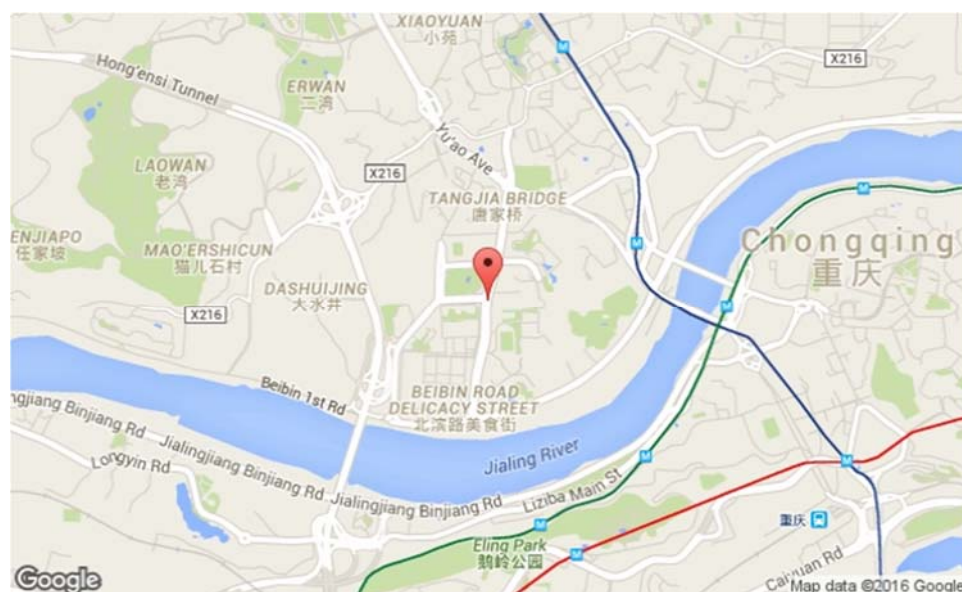 XIAOYUAN
小苑
X216
Hong'ensi Tunnel
ERWAN
二湾
Yu'ao Ave
LAOWAN
老湾
X216
TANGJIA BRIDGE
唐家桥
ENJIAPO
任家坡
MAO'ERSHICUN
猫儿石村
Chongqing
重庆
DASHUIJING
大水井
X216
Beibin 1st Rd
BEIBIN ROAD
DELICACY STREET
北滨路美食街
ngjiang Binjiang Rd
Jialingjiang Binjiang Rd
Jialingjiang Binjiang Rd
Jialing River
Longyin Rd
Liziba Main St
重庆
Eling Park
鹅岭公园
Caiyuan Rd
Google
Map data ©2016 Google